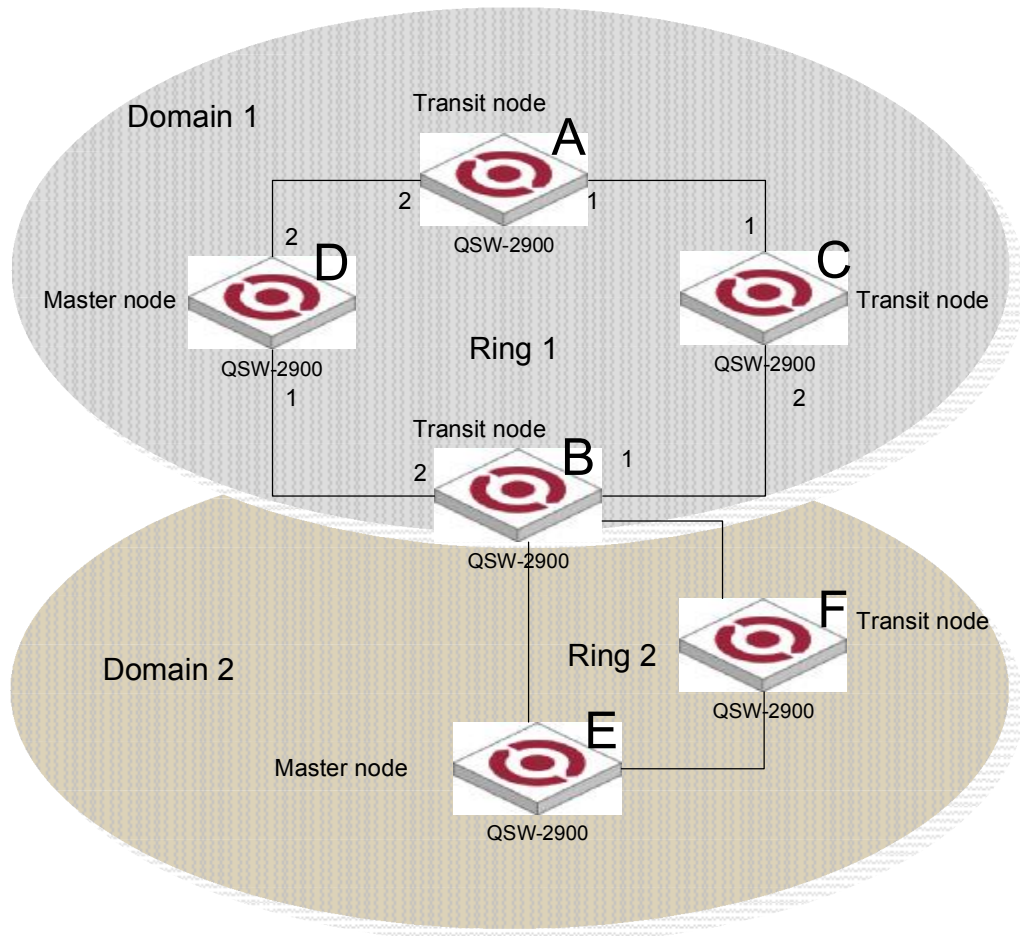 Transit node
Domain 1
A
2
1
QSW-2900
2
1
D
C
Master node
Transit node
Ring 1
QSW-2900
QSW-2900
1
2
Transit node
B
2
1
QSW-2900
F
Transit node
Domain 2
Ring 2
QSW-2900
E
Master node
QSW-2900